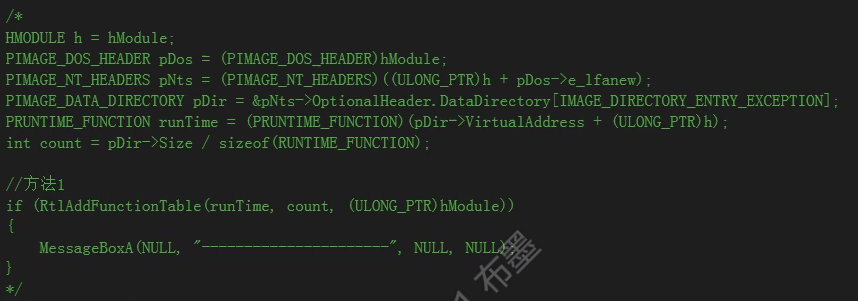 /*
HMODULE h = hModule;
PIMAGE_DOS_HEADER pDos = (PIMAGE_DOS_HEADER)hModule;
PIMAGE_NT_HEADERS pNts = (PIMAGE_NT_HEADERS)((ULONG_PTR)h + pDos->e_lfanew);
PIMAGE_DATA_DIRECTORY pDir = &pNts->OptionalHeader.DataDirectory[IMAGE_DIRECTORY_ENTRY_EXCEPTION];
PRUNTIME_FUNCTION runTime = (PRUNTIME_FUNCTION)(pDir->VirtualAddress + (ULONG_PTR)h);
int count = pDir->Size / sizeof(RUNTIME_FUNCTION);
//方法1
if (RtlAddFunctionTable(runTime, count, (ULONG_PTR)hModule))
{
MessageBoxA(NULL, "----------------------", NULL, NULL);
}
*/
布墨